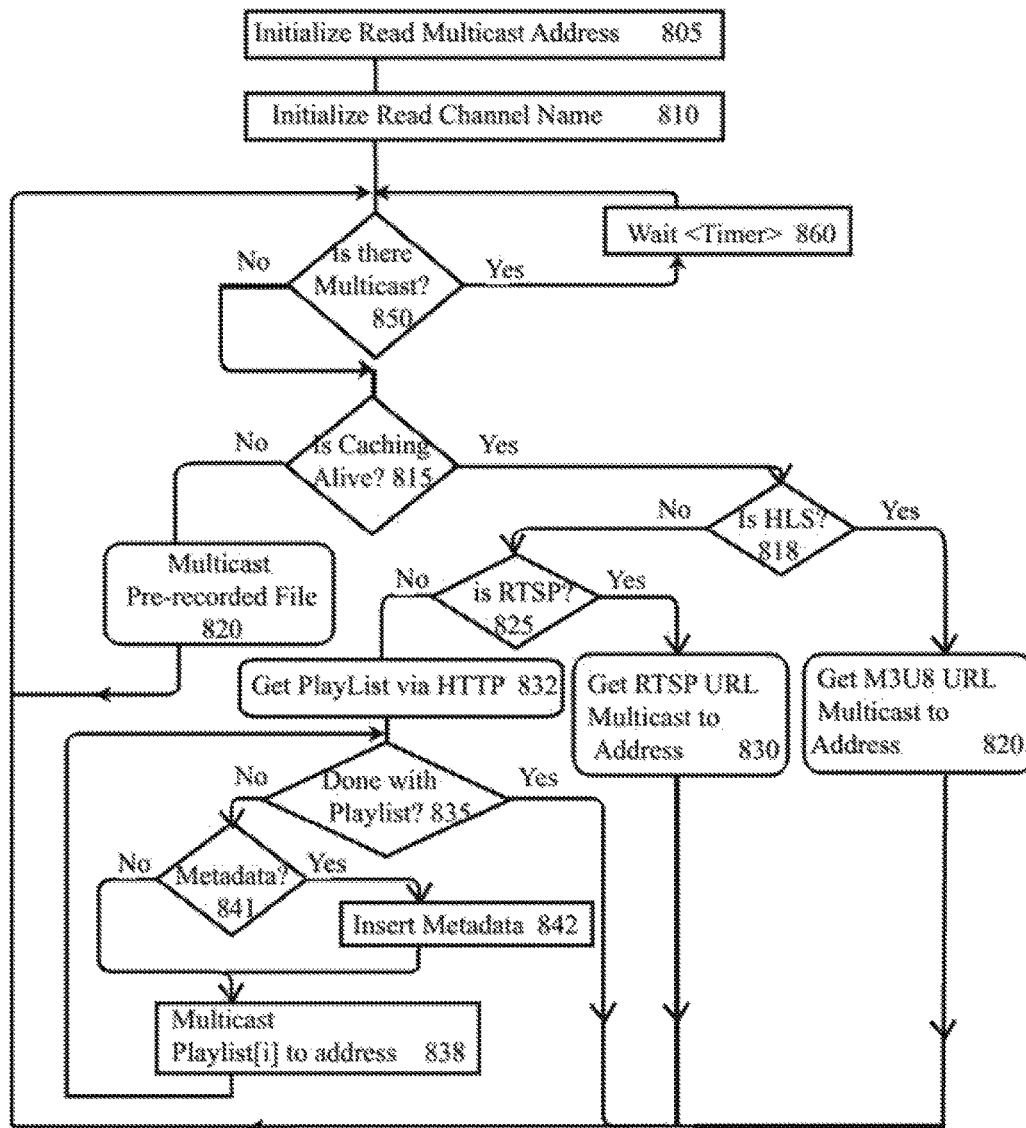 Initialize Read Multicast Address 805
Initialize Read Channel Name 810
Wait <Timer> 860
No
Is there
Multicast?
850
Yes
No
Is Caching
Alive? 815
Yes
No
Is HLS?
818
Yes
Multicast
Pre-recorded File
820
No
is RTSP?
825
Yes
Get PlayList via HTTP 832
Get RTSP URL
Multicast to
Address 830
Get M3U8 URL
Multicast to
Address 820
No
Done with
Playlist? 835
Yes
No
Metadata?
841
Yes
Insert Metadata 842
Multicast
Playlist[i] to address 838